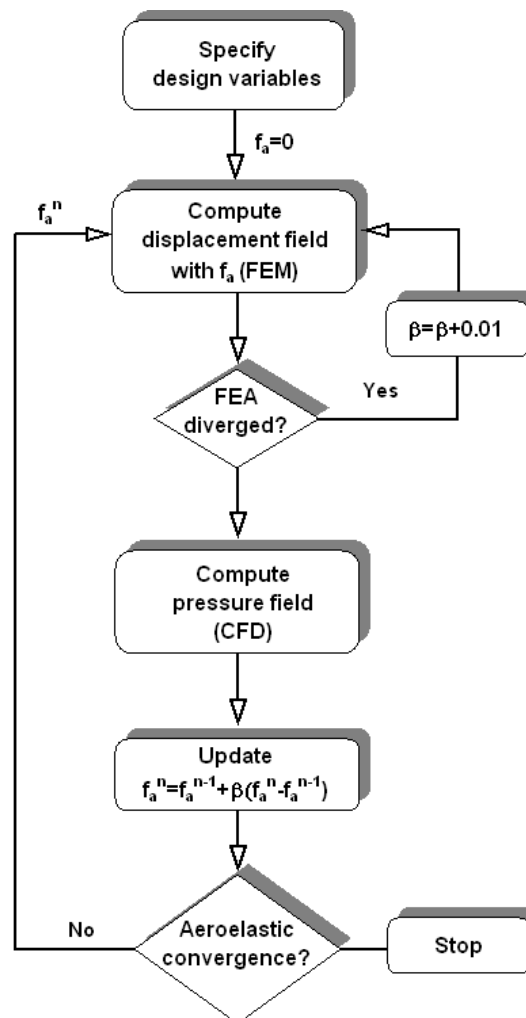 Specify
design variables
fₐ=0
fₐⁿ
Compute
displacement field
with fₐ (FEM)
β=β+0.01
Yes
FEA
diverged?
Compute
pressure field
(CFD)
Update
fₐⁿ=fₐⁿ⁻¹+β(fₐⁿ-fₐⁿ⁻¹)
No
Aeroelastic
convergence?
Stop